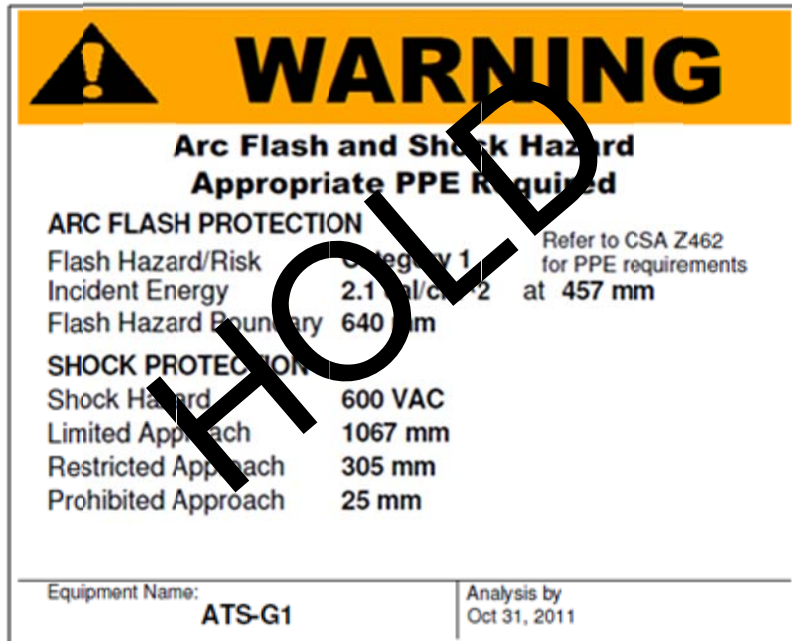 WARNING
Arc Flash and Shock Hazard
Appropriate PPE Required
ARC FLASH PROTECTION
Flash Hazard/Risk Category 1 Refer to CSA Z462
for PPE requirements
Incident Energy 2.1 cal/cm^2 at 457 mm
Flash Hazard Boundary 640 mm
SHOCK PROTECTION
Shock Hazard 600 VAC
Limited Approach 1067 mm
Restricted Approach 305 mm
Prohibited Approach 25 mm
HOLD
Equipment Name: Analysis by
ATS-G1 Oct 31, 2011